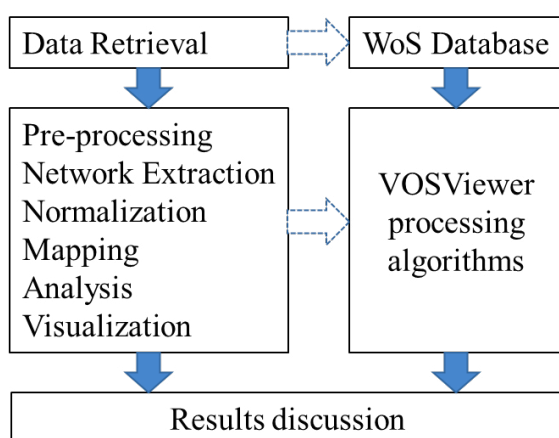 Data Retrieval
WoS Database
Pre-processing
Network Extraction
Normalization
Mapping
Analysis
Visualization
VOSViewer
processing
algorithms
Results discussion